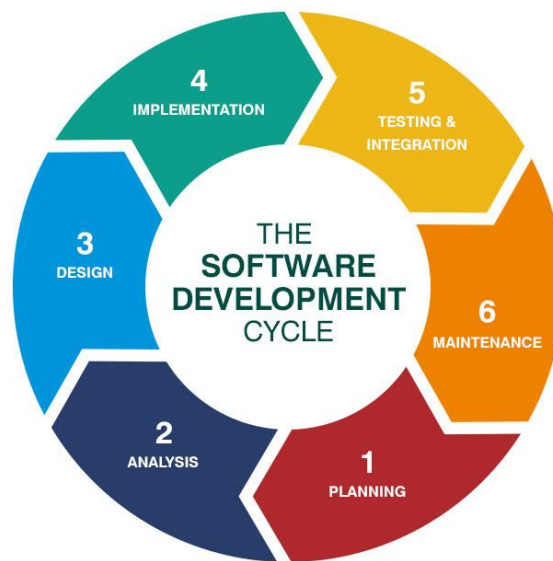 THE
SOFTWARE
DEVELOPMENT
CYCLE
1
PLANNING
2
ANALYSIS
3
DESIGN
4
IMPLEMENTATION
5
TESTING &
INTEGRATION
6
MAINTENANCE